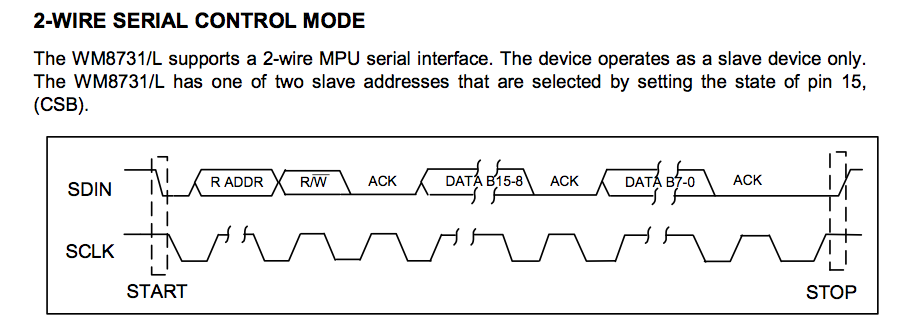 2-WIRE SERIAL CONTROL MODE
The WM8731/L supports a 2-wire MPU serial interface. The device operates as a slave device only.
The WM8731/L has one of two slave addresses that are selected by setting the state of pin 15,
(CSB).
SDIN R ADDR R/W̅ ACK DATA B15-8 ACK DATA B7-0 ACK
SCLK
START STOP